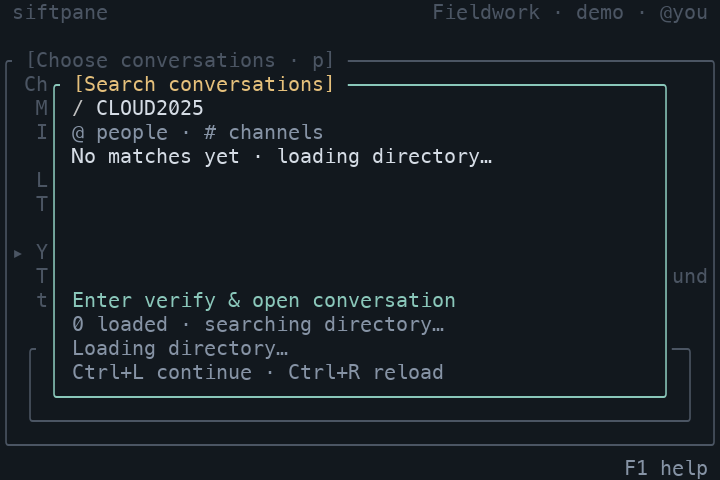 siftpane Fieldwork · demo · @you
[Choose conversations · p]
Ch [Search conversations]
M / CLOUD2025
I @ people · # channels
No matches yet · loading directory…
L
T
▸ Y
T und
t Enter verify & open conversation
0 loaded · searching directory…
Loading directory…
Ctrl+L continue · Ctrl+R reload
F1 help